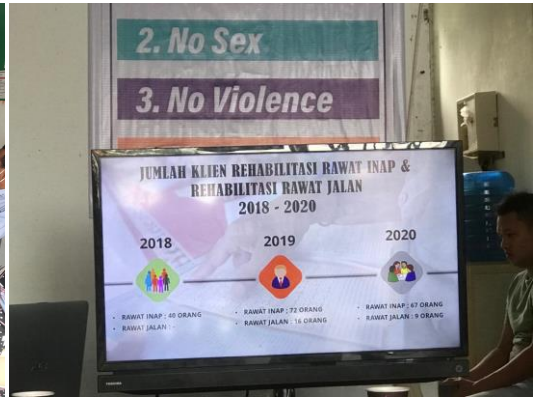 2. No Sex
3. No Violence
JUMLAH KLIEN REHABILITASI RAWAT INAP &
REHABILITASI RAWAT JALAN
2018 - 2020
2018
2019
2020
- RAWAT INAP : 40 ORANG
- RAWAT JALAN : -
- RAWAT INAP : 72 ORANG
- RAWAT JALAN : 16 ORANG
- RAWAT INAP : 67 ORANG
- RAWAT JALAN : 9 ORANG
TOSHIBA